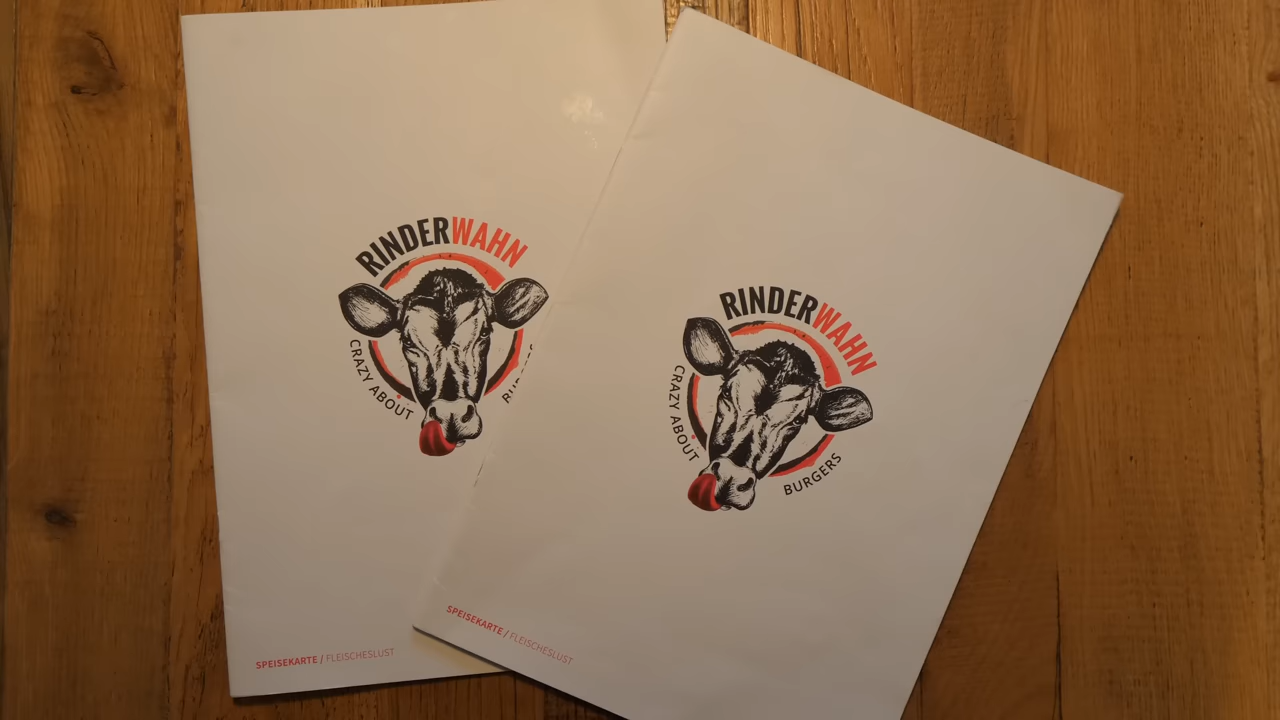 RINDERWAHN
CRAZY ABOUT
SPEISEKARTE / FLEISCHESLUST
RINDERWAHN
CRAZY ABOUT
BURGERS
SPEISEKARTE / FLEISCHESLUST